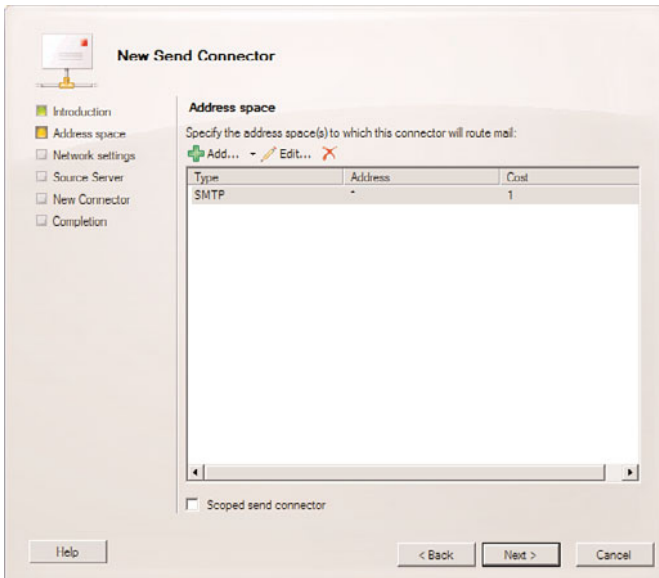 New Send Connector
Introduction
Address space
Network settings
Source Server
New Connector
Completion
Address space
Specify the address space(s) to which this connector will route mail:
Add... Edit...
Type Address Cost
SMTP * 1
Scoped send connector
Help < Back Next > Cancel